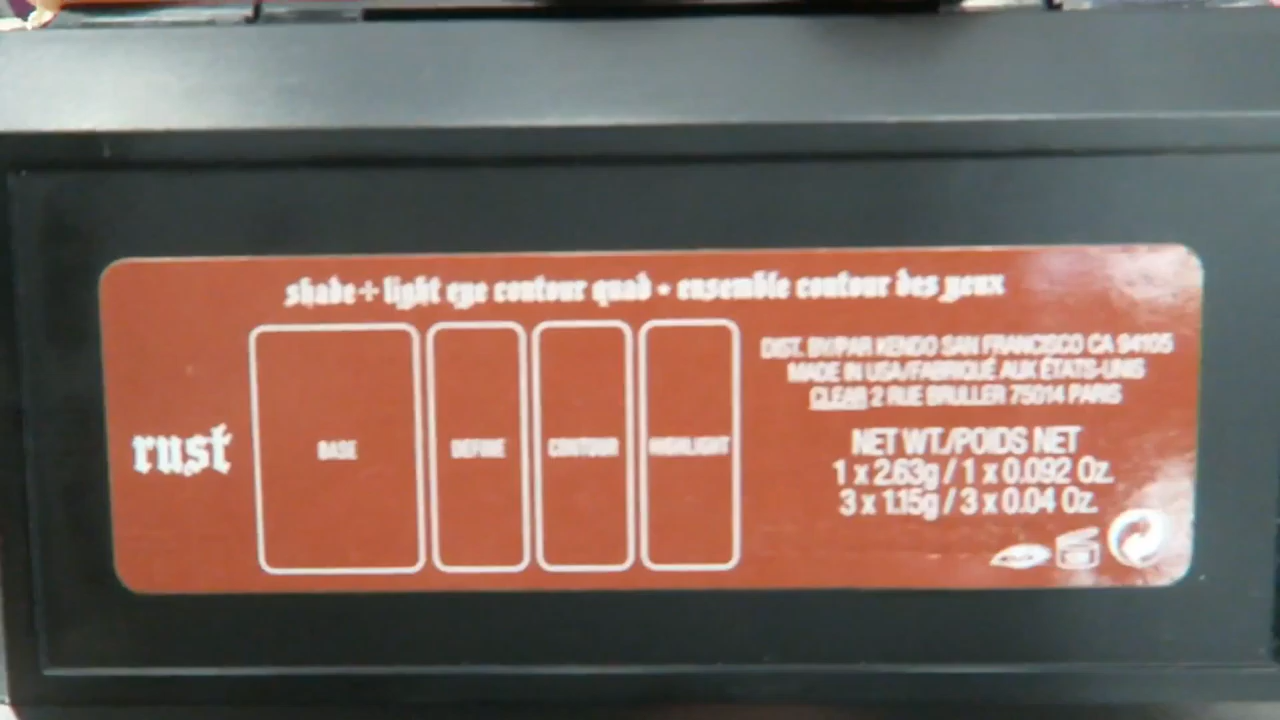 shade + light eye contour quad • ensemble contour des yeux
rust
BASE
DEFINE
CONTOUR
HIGHLIGHT
DIST. BY/PAR KENDO SAN FRANCISCO CA 94105
MADE IN USA/FABRIQUÉ AUX ÉTATS-UNIS
CLEAR 2 RUE BRULLER 75014 PARIS
NET WT./POIDS NET
1 x 2.63g / 1 x 0.092 Oz.
3 x 1.15g / 3 x 0.04 Oz.